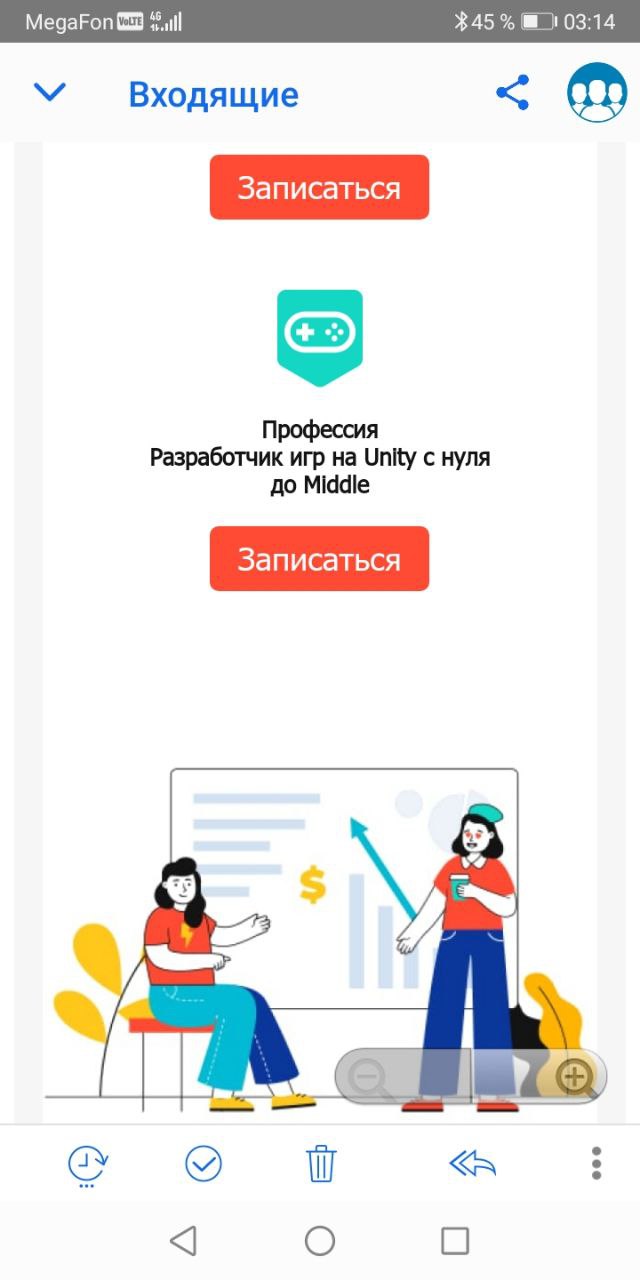 MegaFon VoLTE 4G 45 % 03:14
Входящие
Записаться
Профессия
Разработчик игр на Unity с нуля
до Middle
Записаться
$